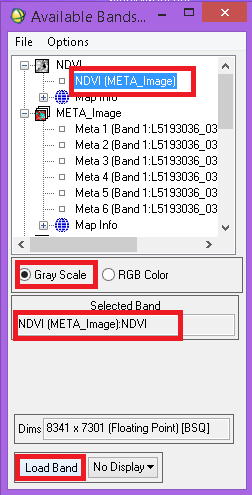 Available Bands...
File Options
NDVI
NDVI (META_Image)
Map Info
META_Image
Meta 1 (Band 1:L5193036_03
Meta 2 (Band 1:L5193036_03
Meta 3 (Band 1:L5193036_03
Meta 4 (Band 1:L5193036_03
Meta 5 (Band 1:L5193036_03
Meta 6 (Band 1:L5193036_03
Map Info
Gray Scale RGB Color
Selected Band
NDVI (META_Image):NDVI
Dims 8341 x 7301 (Floating Point) [BSQ]
Load Band No Display